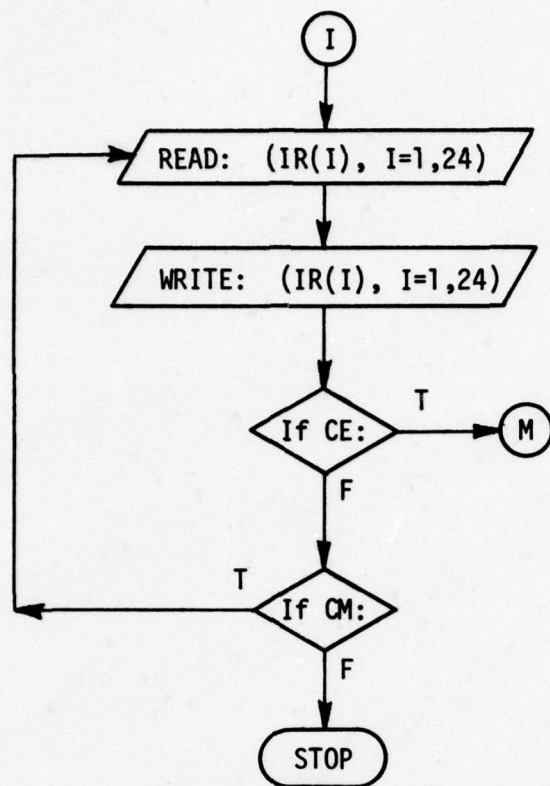 I
READ: (IR(I), I=1,24)
WRITE: (IR(I), I=1,24)
If CE:
T
M
F
T
If CM:
F
STOP